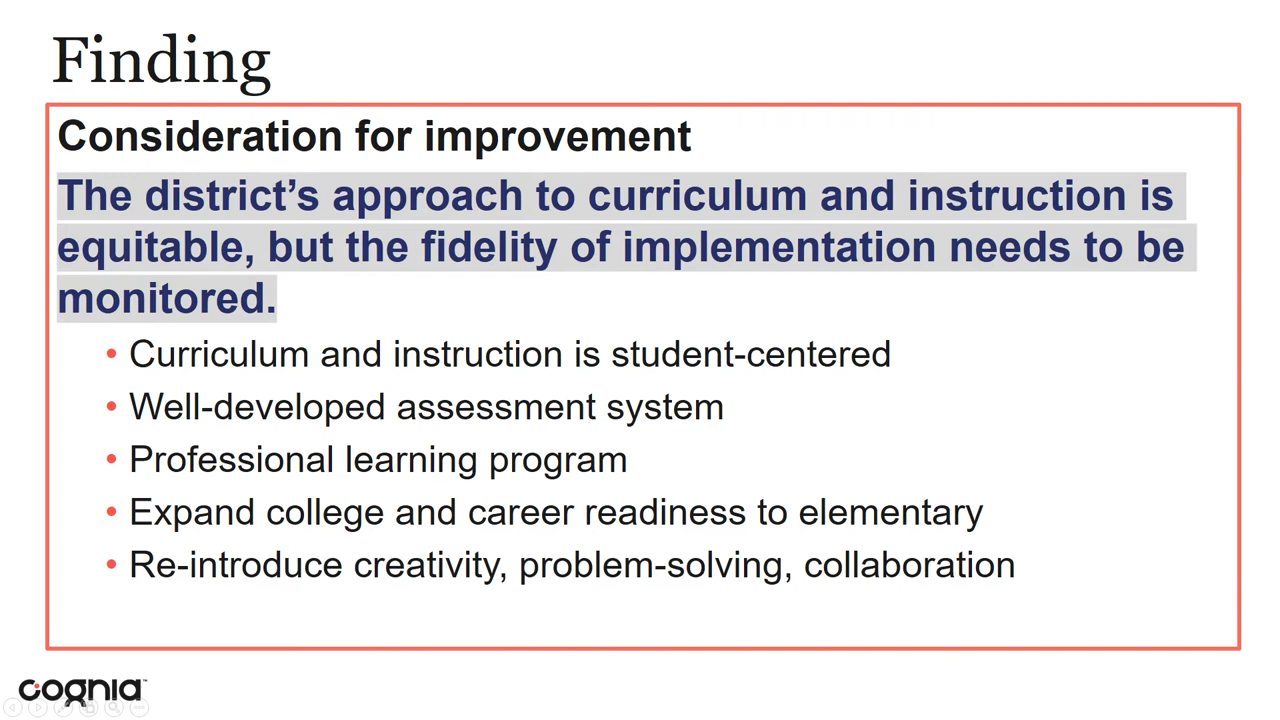 Finding
Consideration for improvement
The district’s approach to curriculum and instruction is
equitable, but the fidelity of implementation needs to be
monitored.
• Curriculum and instruction is student-centered
• Well-developed assessment system
• Professional learning program
• Expand college and career readiness to elementary
• Re-introduce creativity, problem-solving, collaboration
cognia™